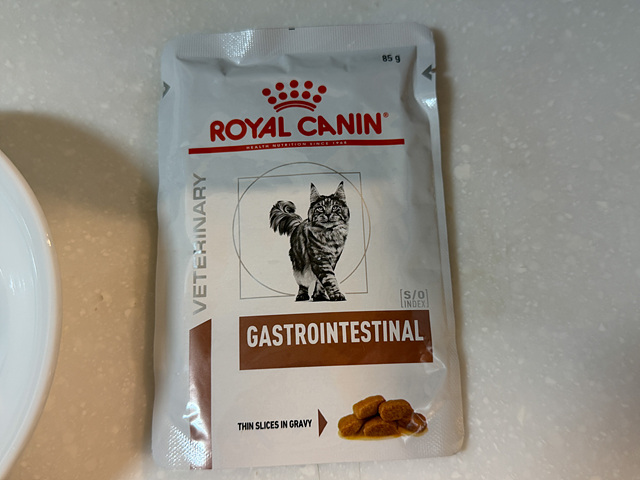 85 g
ROYAL CANIN®
HEALTH NUTRITION SINCE 1968
VETERINARY
S/O
INDEX
GASTROINTESTINAL
THIN SLICES IN GRAVY